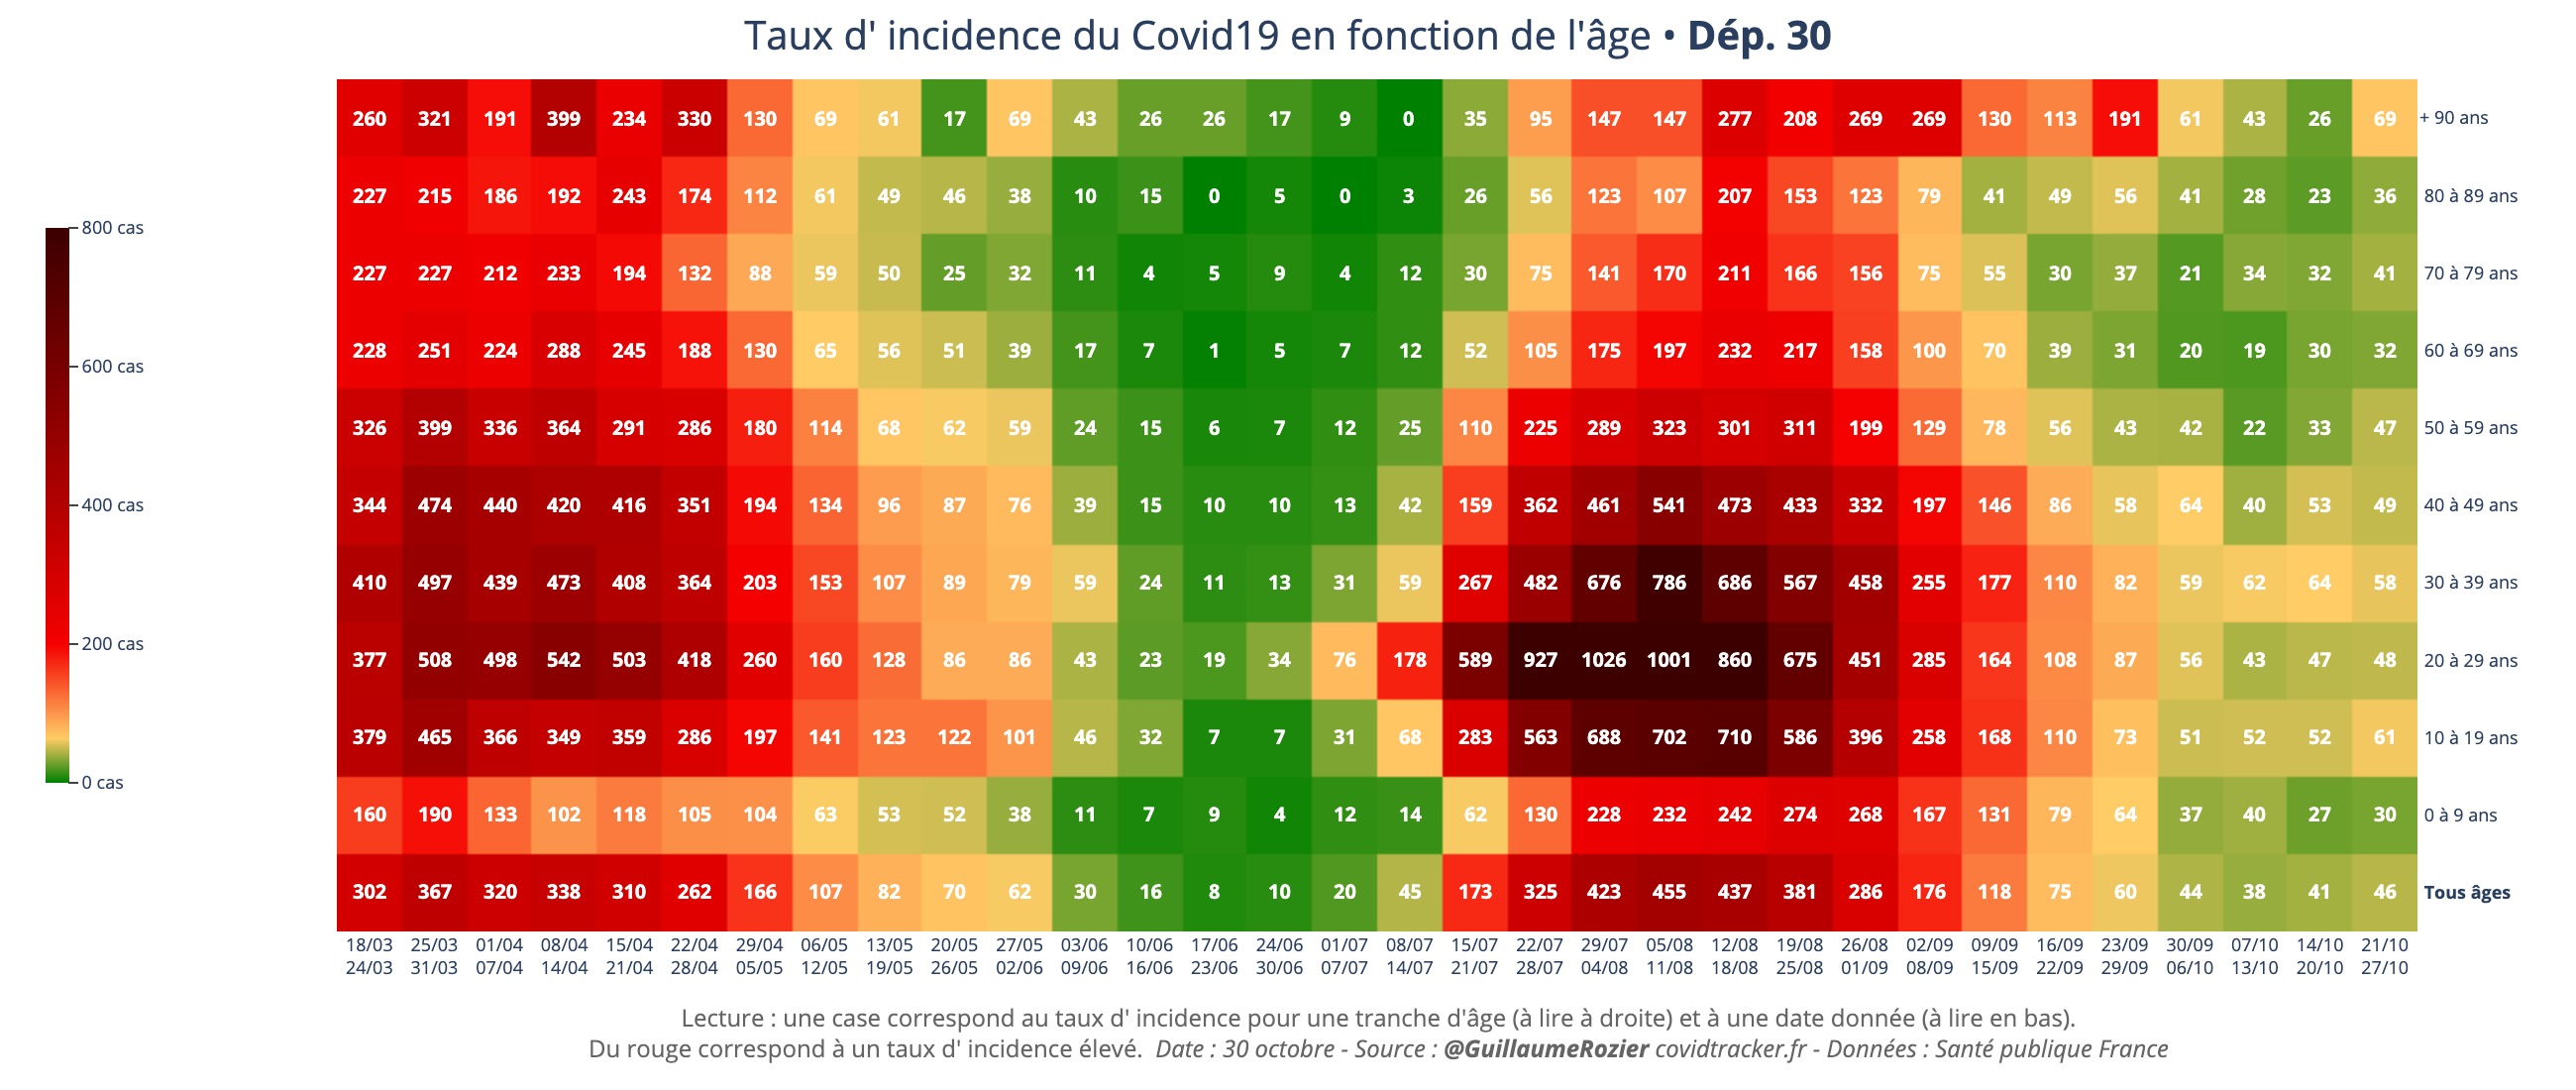 Taux d' incidence du Covid19 en fonction de l'âge • Dép. 30
800 cas
600 cas
400 cas
200 cas
0 cas
260 321 191 399 234 330 130 69 61 17 69 43 26 26 17 9 0 35 95 147 147 277 208 269 269 130 113 191 61 43 26 69 + 90 ans
227 215 186 192 243 174 112 61 49 46 38 10 15 0 5 0 3 26 56 123 107 207 153 123 79 41 49 56 41 28 23 36 80 à 89 ans
227 227 212 233 194 132 88 59 50 25 32 11 4 5 9 4 12 30 75 141 170 211 166 156 75 55 30 37 21 34 32 41 70 à 79 ans
228 251 224 288 245 188 130 65 56 51 39 17 7 1 5 7 12 52 105 175 197 232 217 158 100 70 39 31 20 19 30 32 60 à 69 ans
326 399 336 364 291 286 180 114 68 62 59 24 15 6 7 12 25 110 225 289 323 301 311 199 129 78 56 43 42 22 33 47 50 à 59 ans
344 474 440 420 416 351 194 134 96 87 76 39 15 10 10 13 42 159 362 461 541 473 433 332 197 146 86 58 64 40 53 49 40 à 49 ans
410 497 439 473 408 364 203 153 107 89 79 59 24 11 13 31 59 267 482 676 786 686 567 458 255 177 110 82 59 62 64 58 30 à 39 ans
377 508 498 542 503 418 260 160 128 86 86 43 23 19 34 76 178 589 927 1026 1001 860 675 451 285 164 108 87 56 43 47 48 20 à 29 ans
379 465 366 349 359 286 197 141 123 122 101 46 32 7 7 31 68 283 563 688 702 710 586 396 258 168 110 73 51 52 52 61 10 à 19 ans
160 190 133 102 118 105 104 63 53 52 38 11 7 9 4 12 14 62 130 228 232 242 274 268 167 131 79 64 37 40 27 30 0 à 9 ans
302 367 320 338 310 262 166 107 82 70 62 30 16 8 10 20 45 173 325 423 455 437 381 286 176 118 75 60 44 38 41 46 Tous âges
18/03 25/03 01/04 08/04 15/04 22/04 29/04 06/05 13/05 20/05 27/05 03/06 10/06 17/06 24/06 01/07 08/07 15/07 22/07 29/07 05/08 12/08 19/08 26/08 02/09 09/09 16/09 23/09 30/09 07/10 14/10 21/10
24/03 31/03 07/04 14/04 21/04 28/04 05/05 12/05 19/05 26/05 02/06 09/06 16/06 23/06 30/06 07/07 14/07 21/07 28/07 04/08 11/08 18/08 25/08 01/09 08/09 15/09 22/09 29/09 06/10 13/10 20/10 27/10
Lecture : une case correspond au taux d' incidence pour une tranche d'âge (à lire à droite) et à une date donnée (à lire en bas).
Du rouge correspond à un taux d' incidence élevé. Date : 30 octobre - Source : @GuillaumeRozier covidtracker.fr - Données : Santé publique France